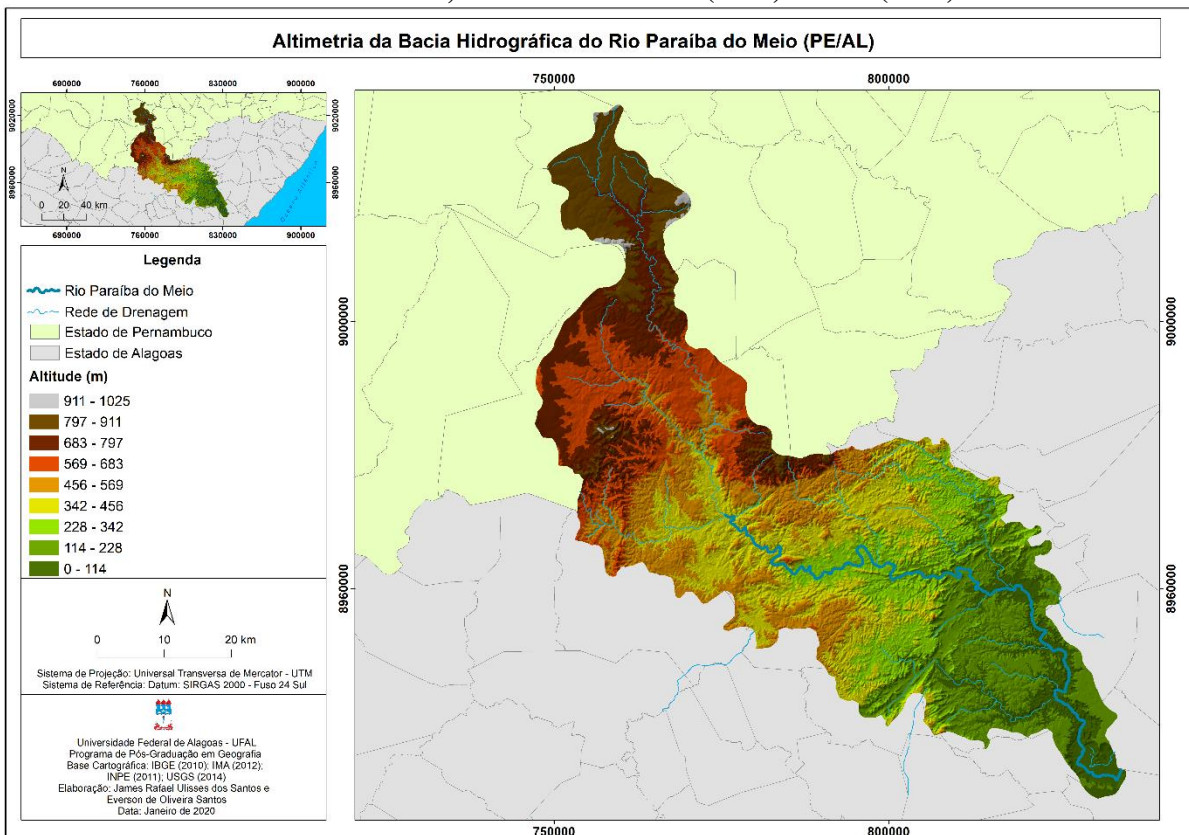 Altimetria da Bacia Hidrográfica do Rio Paraíba do Meio (PE/AL)
690000 760000 830000 900000
9020000
8960000
N
0 20 40 km
690000 760000 830000 900000
Legenda
Rio Paraíba do Meio
Rede de Drenagem
Estado de Pernambuco
Estado de Alagoas
Altitude (m)
911 - 1025
797 - 911
683 - 797
569 - 683
456 - 569
342 - 456
228 - 342
114 - 228
0 - 114
N
0 10 20 km
Sistema de Projeção: Universal Transversa de Mercator - UTM
Sistema de Referência: Datum: SIRGAS 2000 - Fuso 24 Sul
Universidade Federal de Alagoas - UFAL
Programa de Pós-Graduação em Geografia
Base Cartográfica: IBGE (2010); IMA (2012);
INPE (2011); USGS (2014)
Elaboração: James Rafael Ulisses dos Santos e
Everson de Oliveira Santos
Data: Janeiro de 2020
750000 800000
9000000 9000000
8960000 8960000
750000 800000